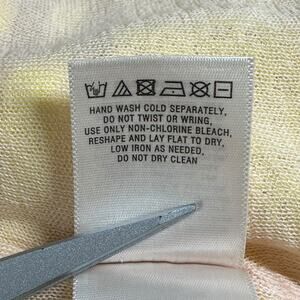 HAND WASH COLD SEPARATELY,
DO NOT TWIST OR WRING,
USE ONLY NON-CHLORINE BLEACH,
RESHAPE AND LAY FLAT TO DRY,
LOW IRON AS NEEDED,
DO NOT DRY CLEAN